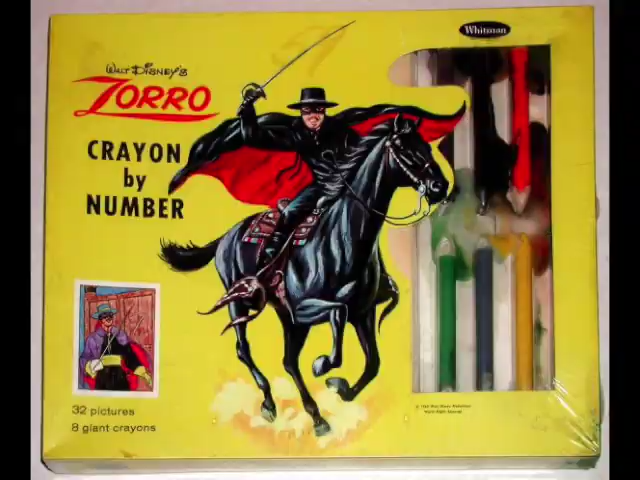 Whitman
WALT DISNEY'S
ZORRO
CRAYON
by
NUMBER
32 pictures
8 giant crayons